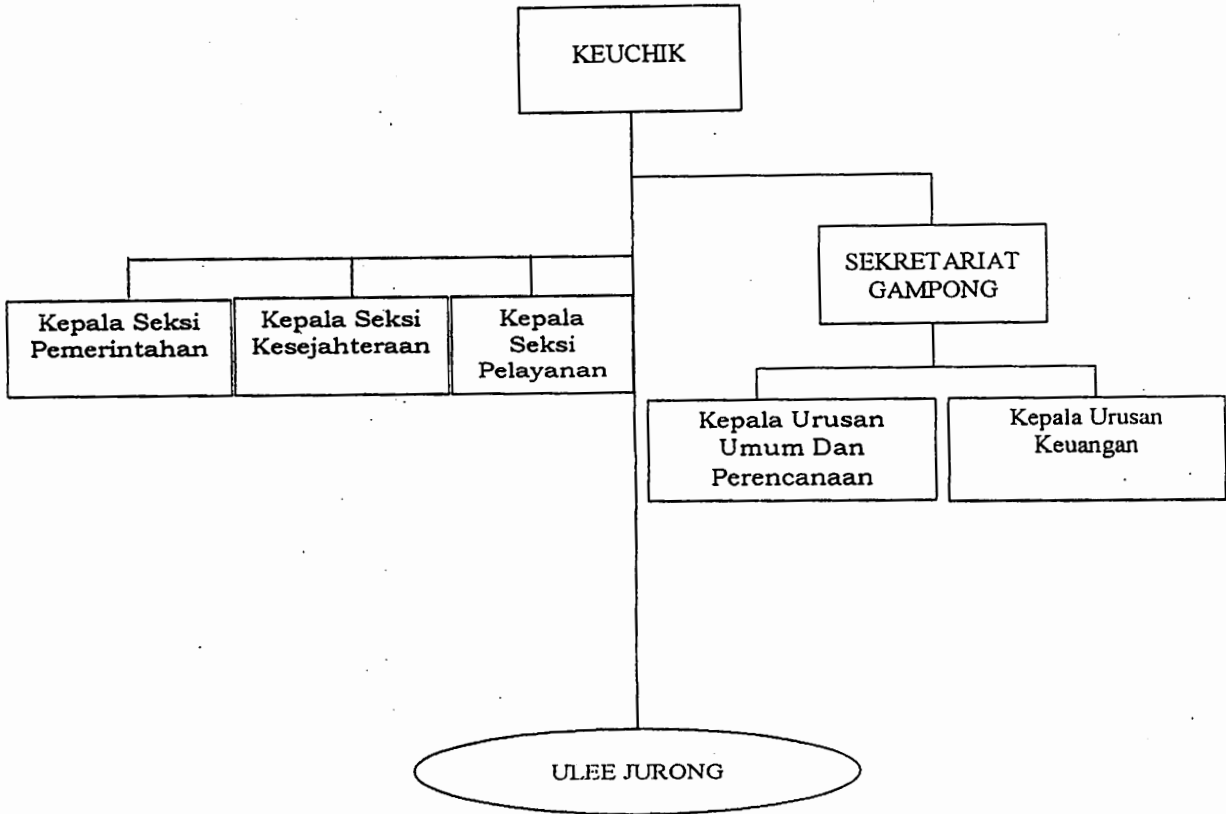 KEUCHIK
SEKRETARIAT
GAMPONG
Kepala Seksi
Pemerintahan
Kepala Seksi
Kesejahteraan
Kepala
Seksi
Pelayanan
Kepala Urusan
Umum Dan
Perencanaan
Kepala Urusan
Keuangan
ULEE JURONG